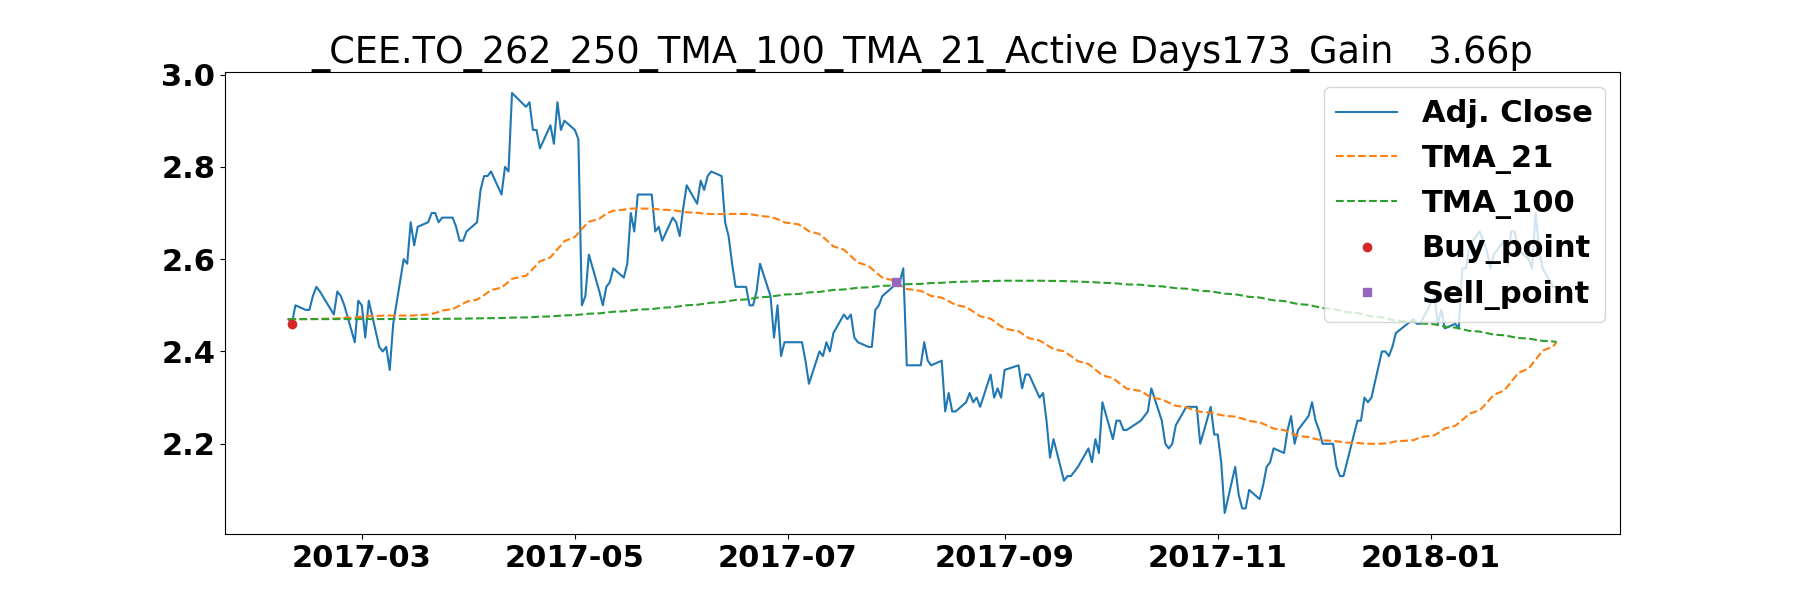 _CEE.TO_262_250_TMA_100_TMA_21_Active Days173_Gain   3.66p
3.0
2.8
2.6
2.4
2.2
Adj. Close
TMA_21
TMA_100
Buy_point
Sell_point
2017-03 2017-05 2017-07 2017-09 2017-11 2018-01